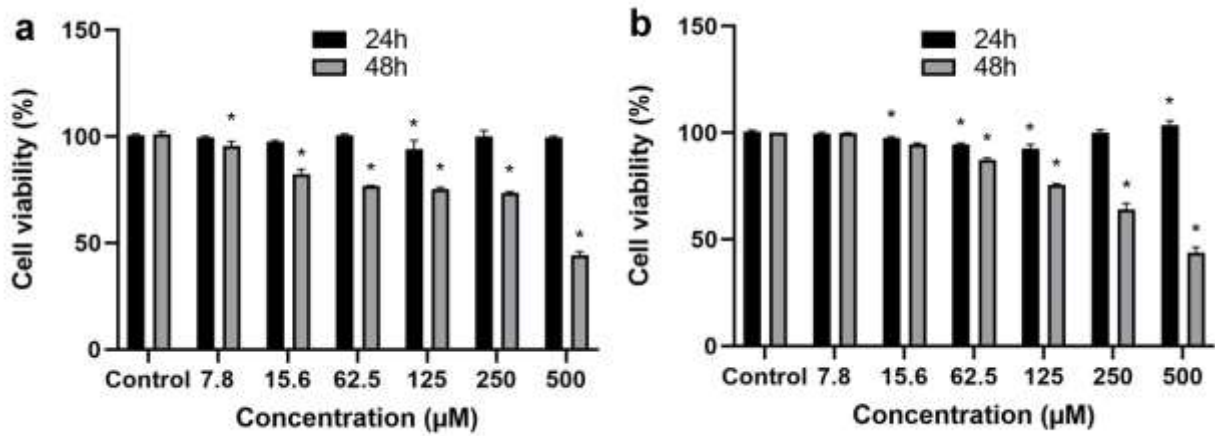 a
24h
48h
Cell viability (%)
150
100
50
0
* * * * * * *
Control 7.8 15.6 62.5 125 250 500
Concentration (µM)
b
24h
48h
Cell viability (%)
150
100
50
0
* * * * * * * *
Control 7.8 15.6 62.5 125 250 500
Concentration (µM)